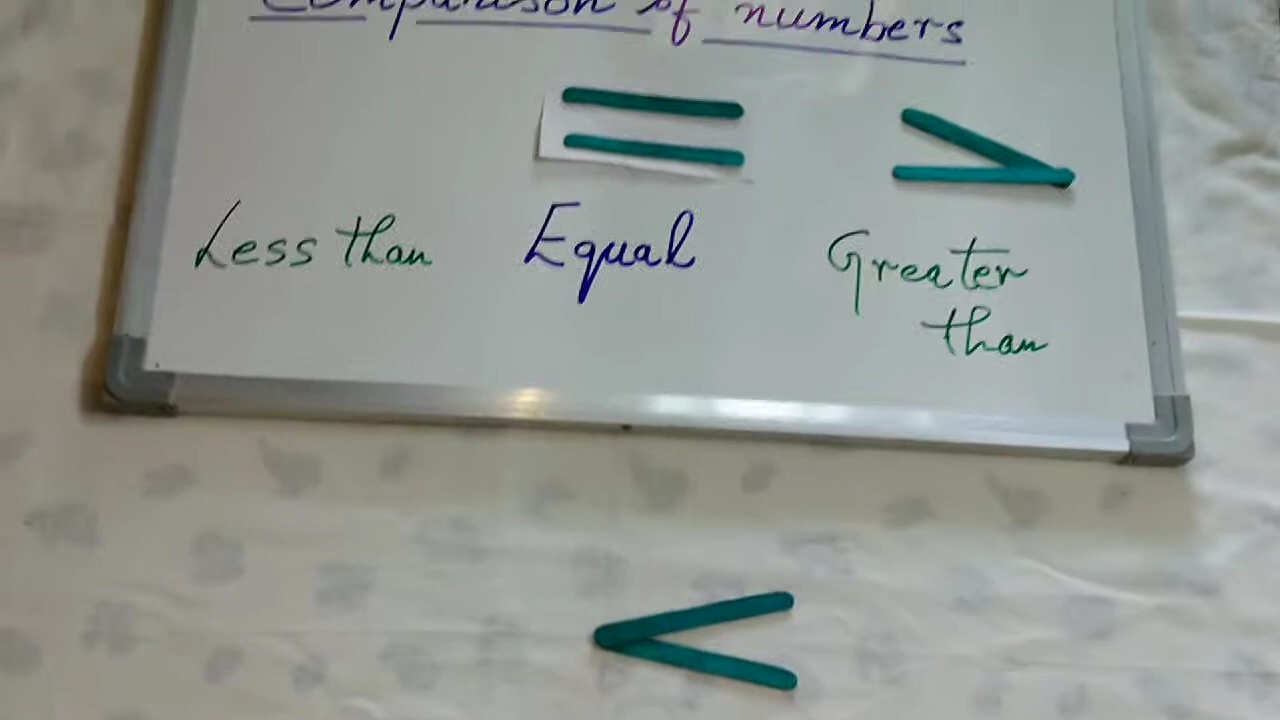 Comparison of numbers
= >
Less than Equal Greater
than
<